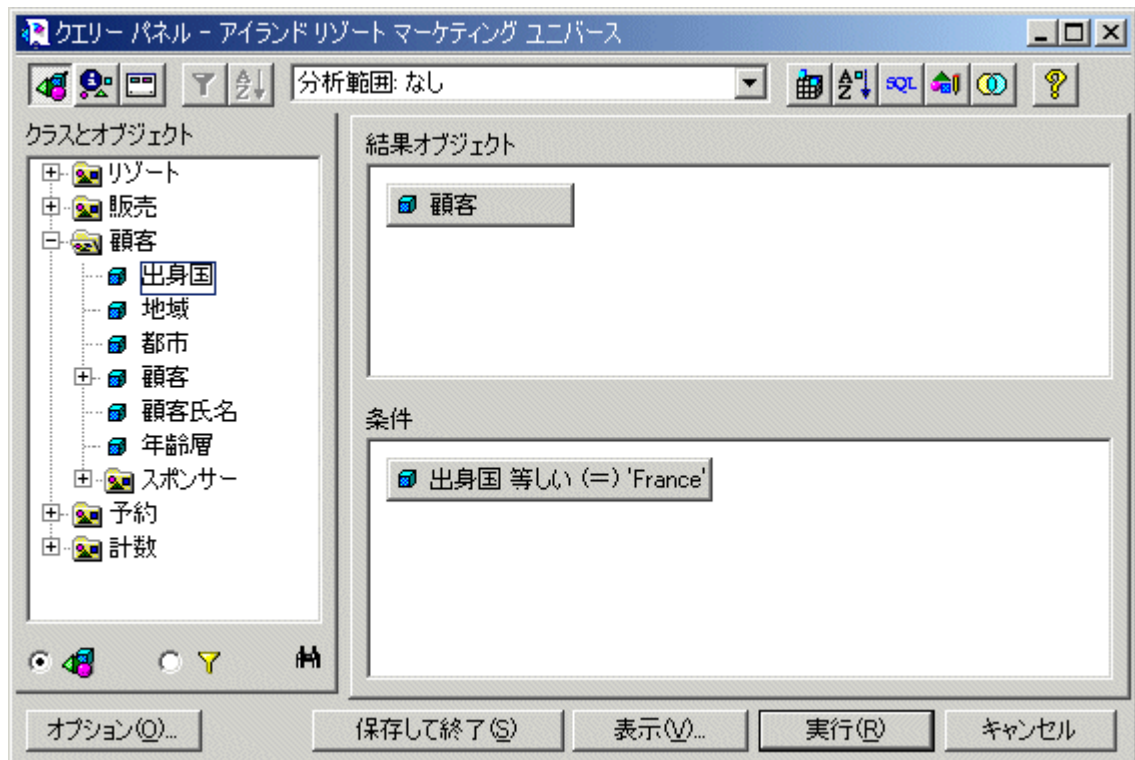 クエリー パネル - アイランド リゾート マーケティング ユニバース
分析範囲: なし
SQL
クラスとオブジェクト
リゾート
販売
顧客
出身国
地域
都市
顧客
顧客氏名
年齢層
スポンサー
予約
計数
結果オブジェクト
顧客
条件
出身国 等しい (=) 'France'
オプション(O)...
保存して終了(S)
表示(V)...
実行(R)
キャンセル